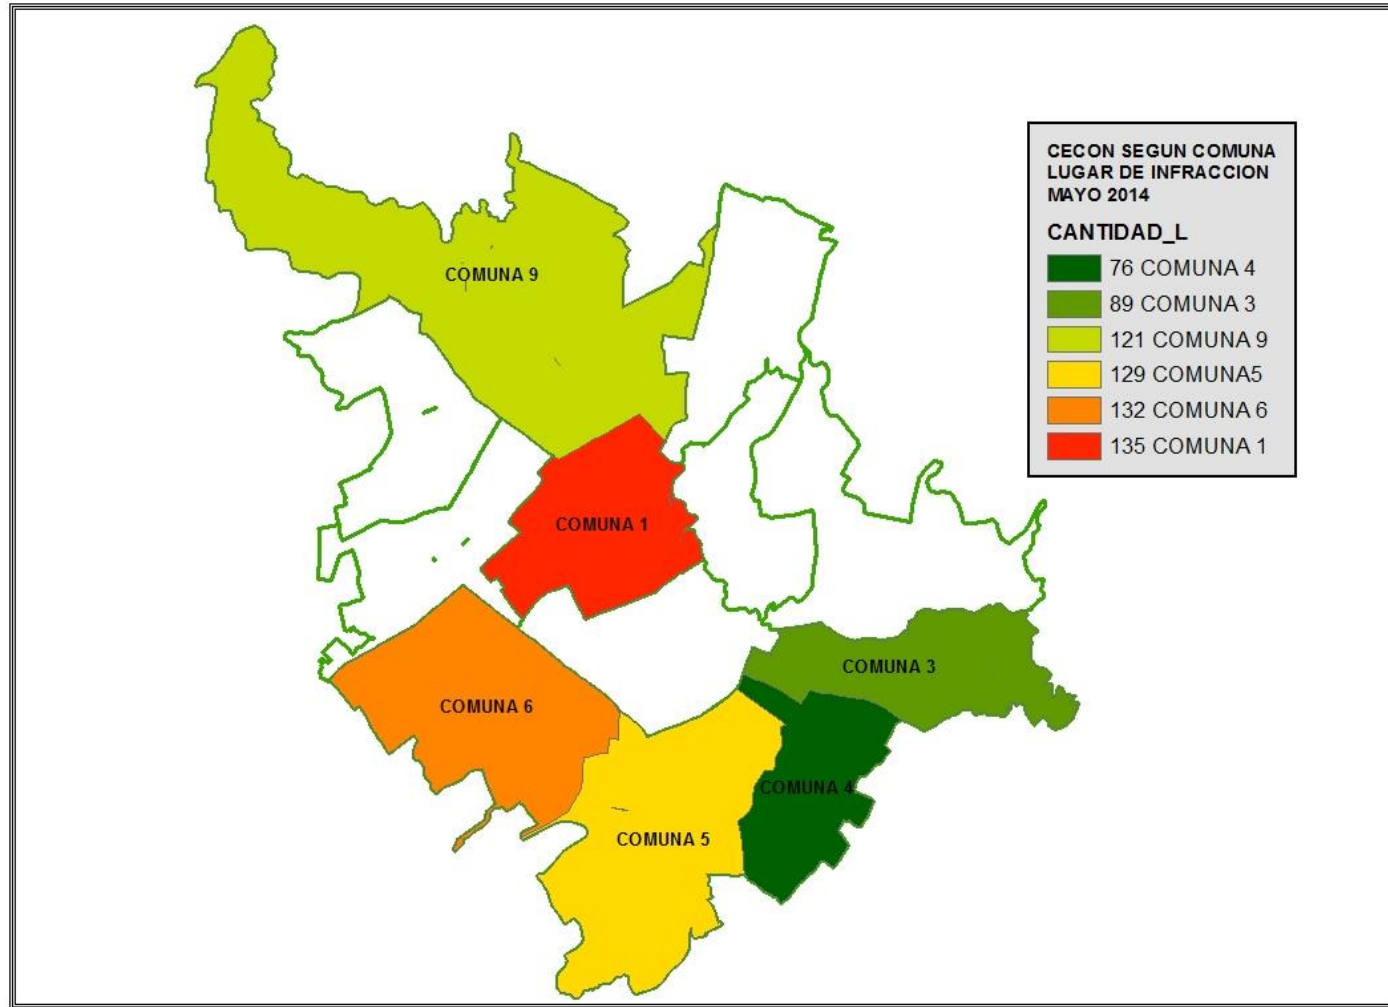 CECON SEGUN COMUNA
LUGAR DE INFRACCION
MAYO 2014
CANTIDAD_L
76 COMUNA 4
89 COMUNA 3
121 COMUNA 9
129 COMUNA5
132 COMUNA 6
135 COMUNA 1
COMUNA 9
COMUNA 1
COMUNA 3
COMUNA 6
COMUNA 4
COMUNA 5